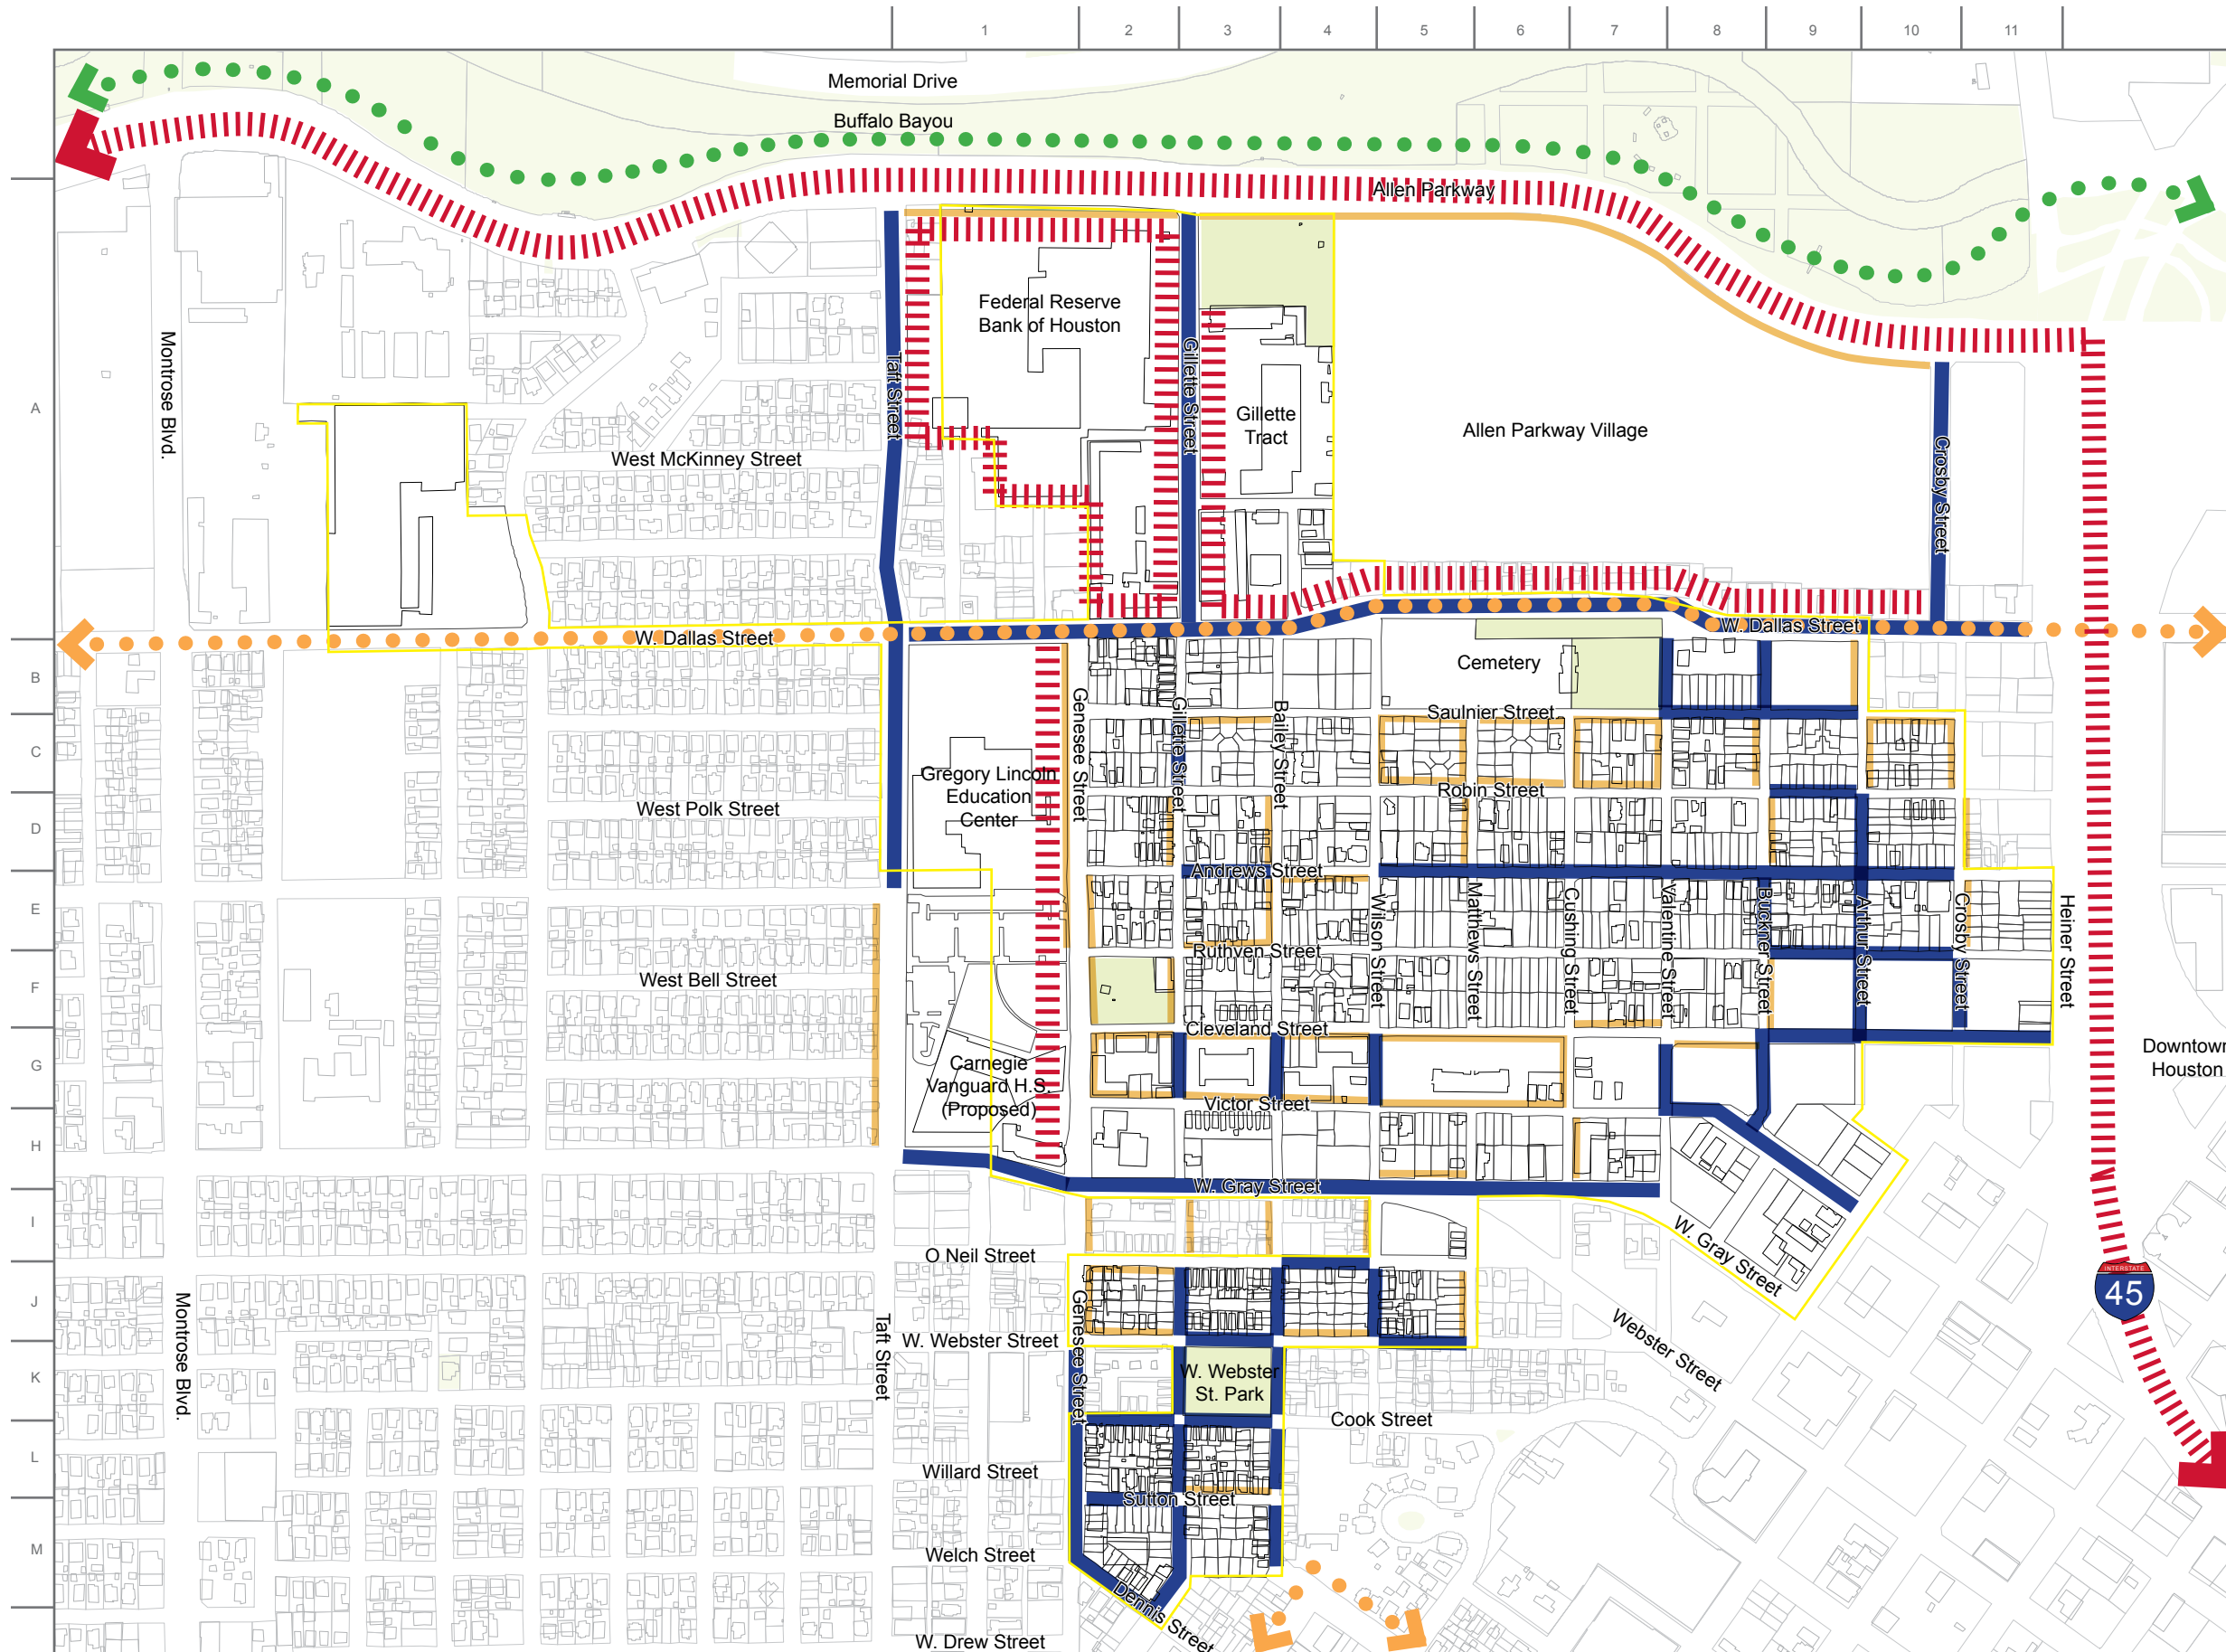 1 2 3 4 5 6 7 8 9 10 11
Memorial Drive
Buffalo Bayou
Allen Parkway
Federal Reserve
Bank of Houston
Montrose Blvd.
Taft Street
Gillette Street
A
Gillette
Tract
Allen Parkway Village
Crosby Street
West McKinney Street
W. Dallas Street
W. Dallas Street
B
Cemetery
Genesee Street
Gillette Street
Bailey Street
Saulnier Street
C
Gregory Lincoln
Education
Center
Robin Street
West Polk Street
D
Andrews Street
E
Wilson Street
Matthews Street
Cushing Street
Valentine Street
Buckner Street
Arthur Street
Crosby Street
Heiner Street
Ruthven Street
West Bell Street
F
Cleveland Street
G
Carnegie
Vanguard H.S.
(Proposed)
Downtown
Houston
Victor Street
H
W. Gray Street
I
W. Gray Street
O Neil Street
INTERSTATE
45
J
Montrose Blvd.
Taft Street
Genesee Street
W. Webster Street
Webster Street
K
W. Webster
St. Park
Cook Street
L
Willard Street
Sutton Street
M
Welch Street
Dennis Street
W. Drew Street